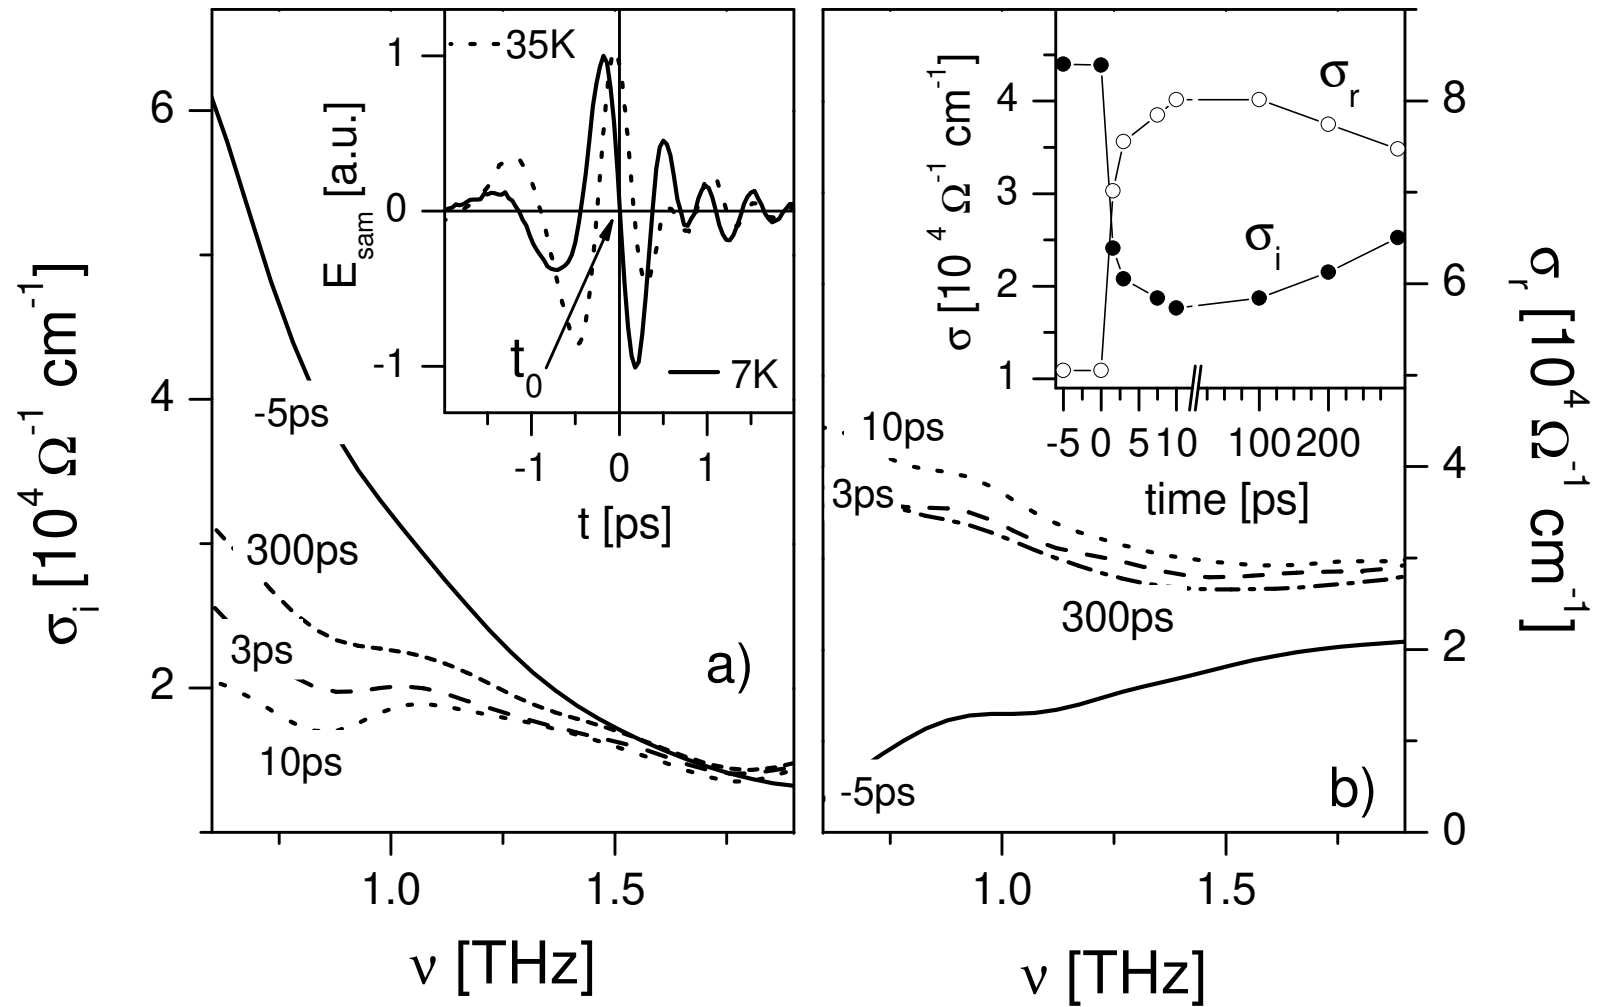 6
4
2
σi [10^4 Ω^-1 cm^-1]
-5ps
300ps
3ps
10ps
a)
1.0 1.5
ν [THz]
1
0
-1
Esam [a.u.]
35K
7K
t0
-1 0 1
t [ps]
4
3
2
1
σ [10^4 Ω^-1 cm^-1]
σr
σi
-5 0 5 10 100 200
time [ps]
10ps
3ps
300ps
-5ps
b)
1.0 1.5
ν [THz]
8
6
4
2
0
σr [10^4 Ω^-1 cm^-1]